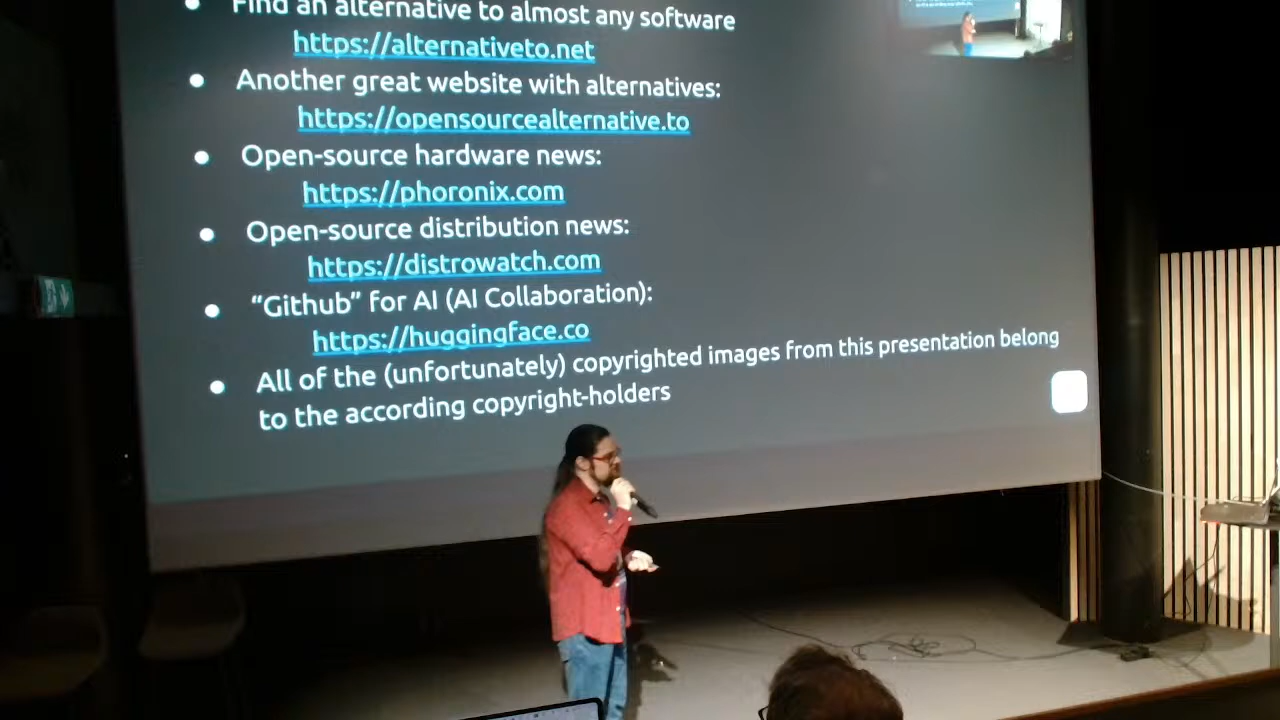 Find an alternative to almost any software
https://alternativeto.net
Another great website with alternatives:
https://opensourcealternative.to
Open-source hardware news:
https://phoronix.com
Open-source distribution news:
https://distrowatch.com
“Github” for AI (AI Collaboration):
https://huggingface.co
All of the (unfortunately) copyrighted images from this presentation belong
to the according copyright-holders